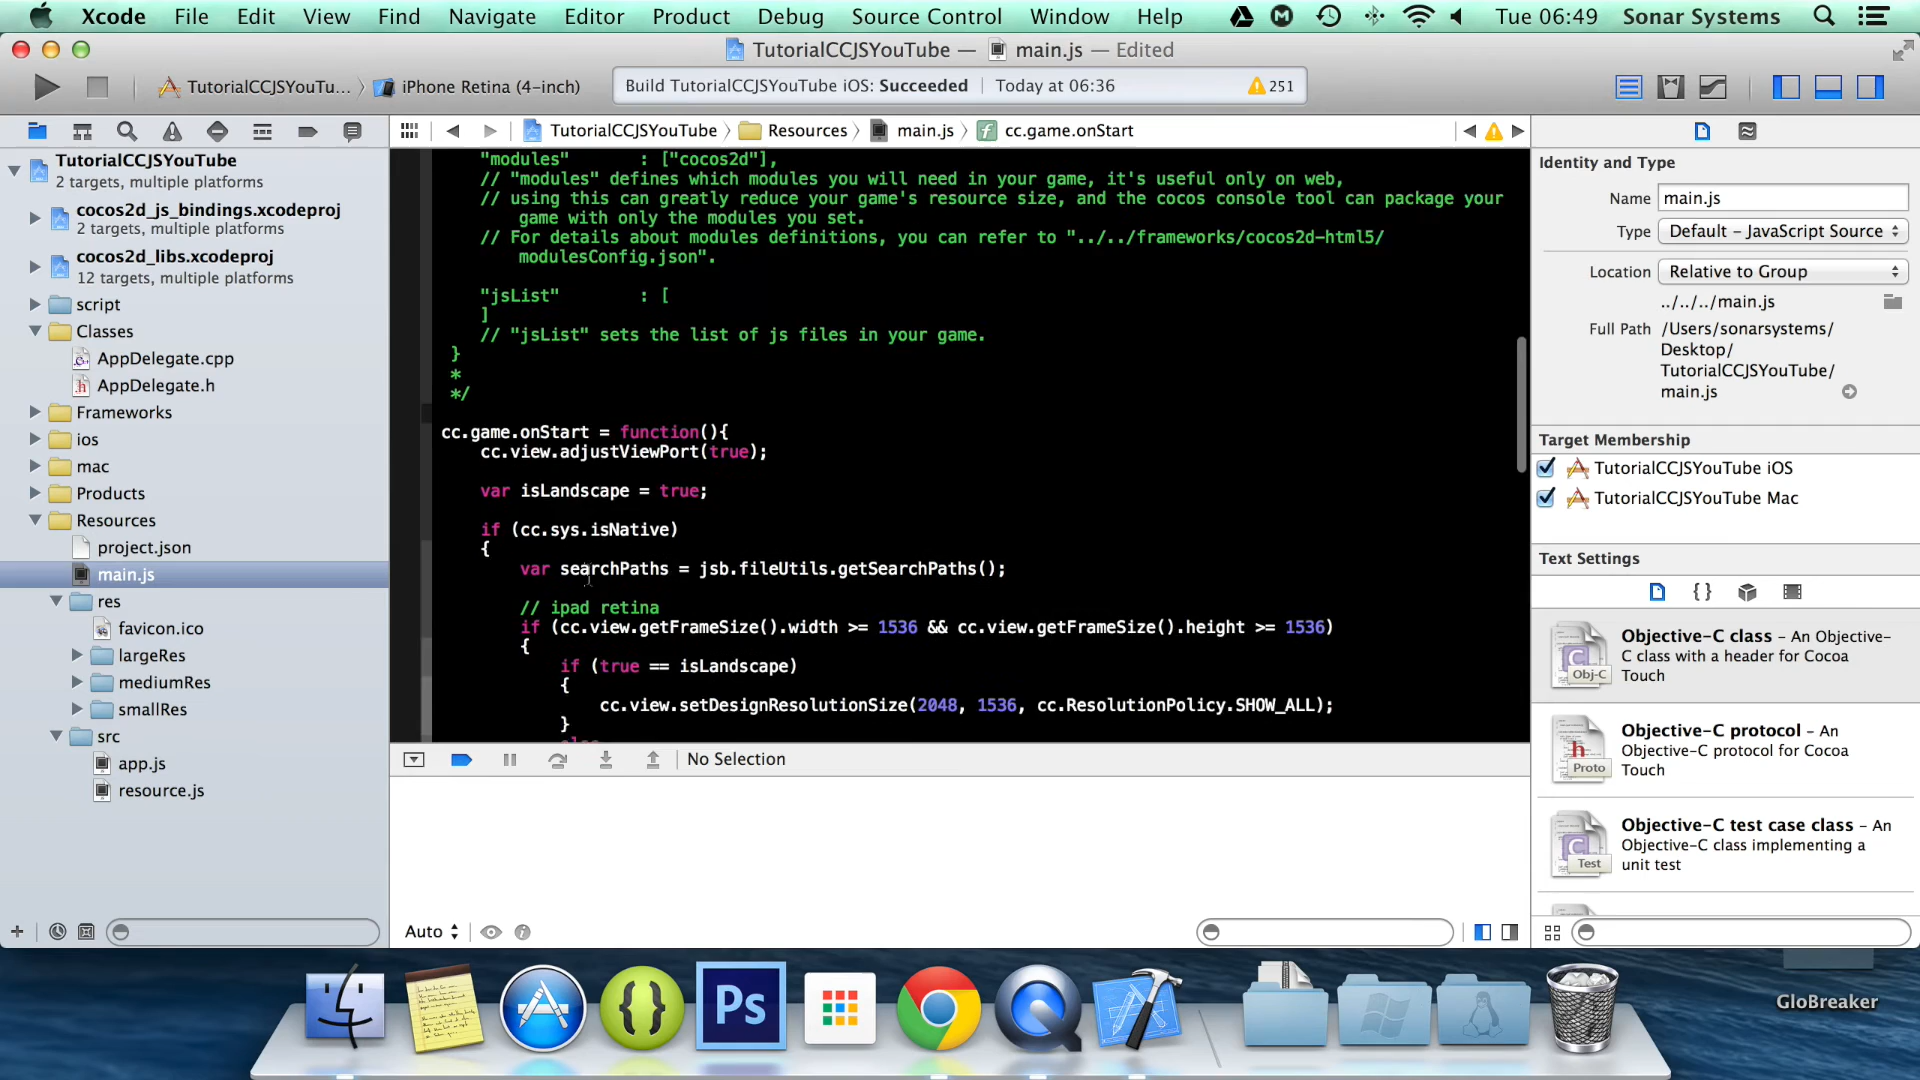 Xcode File Edit View Find Navigate Editor Product Debug Source Control Window Help Tue 06:49 Sonar Systems
TutorialCCJSYouTube — main.js — Edited
TutorialCCJSYouTu... iPhone Retina (4-inch) Build TutorialCCJSYouTube iOS: Succeeded Today at 06:36 251
TutorialCCJSYouTube
2 targets, multiple platforms
cocos2d_js_bindings.xcodeproj
2 targets, multiple platforms
cocos2d_libs.xcodeproj
12 targets, multiple platforms
script
Classes
AppDelegate.cpp
AppDelegate.h
Frameworks
ios
mac
Products
Resources
project.json
main.js
res
favicon.ico
largeRes
mediumRes
smallRes
src
app.js
resource.js
TutorialCCJSYouTube Resources main.js f cc.game.onStart
"modules" : ["cocos2d"],
// "modules" defines which modules you will need in your game, it's useful only on web,
// using this can greatly reduce your game's resource size, and the cocos console tool can package your
game with only the modules you set.
// For details about modules definitions, you can refer to "../../frameworks/cocos2d-html5/
modulesConfig.json".
"jsList" : [
]
// "jsList" sets the list of js files in your game.
}
*
*/
cc.game.onStart = function(){
cc.view.adjustViewPort(true);
var isLandscape = true;
if (cc.sys.isNative)
{
var searchPaths = jsb.fileUtils.getSearchPaths();
// ipad retina
if (cc.view.getFrameSize().width >= 1536 && cc.view.getFrameSize().height >= 1536)
{
if (true == isLandscape)
{
cc.view.setDesignResolutionSize(2048, 1536, cc.ResolutionPolicy.SHOW_ALL);
}
else
No Selection
Auto
Identity and Type
Name main.js
Type Default - JavaScript Source
Location Relative to Group
../../../main.js
Full Path /Users/sonarsystems/
Desktop/
TutorialCCJSYouTube/
main.js
Target Membership
TutorialCCJSYouTube iOS
TutorialCCJSYouTube Mac
Text Settings
{ }
Objective-C class - An Objective-
C class with a header for Cocoa
Touch
Obj-C
Objective-C protocol - An
Objective-C protocol for Cocoa
Touch
Proto
Objective-C test case class - An
Objective-C class implementing a
unit test
Test
Ps
GloBreaker